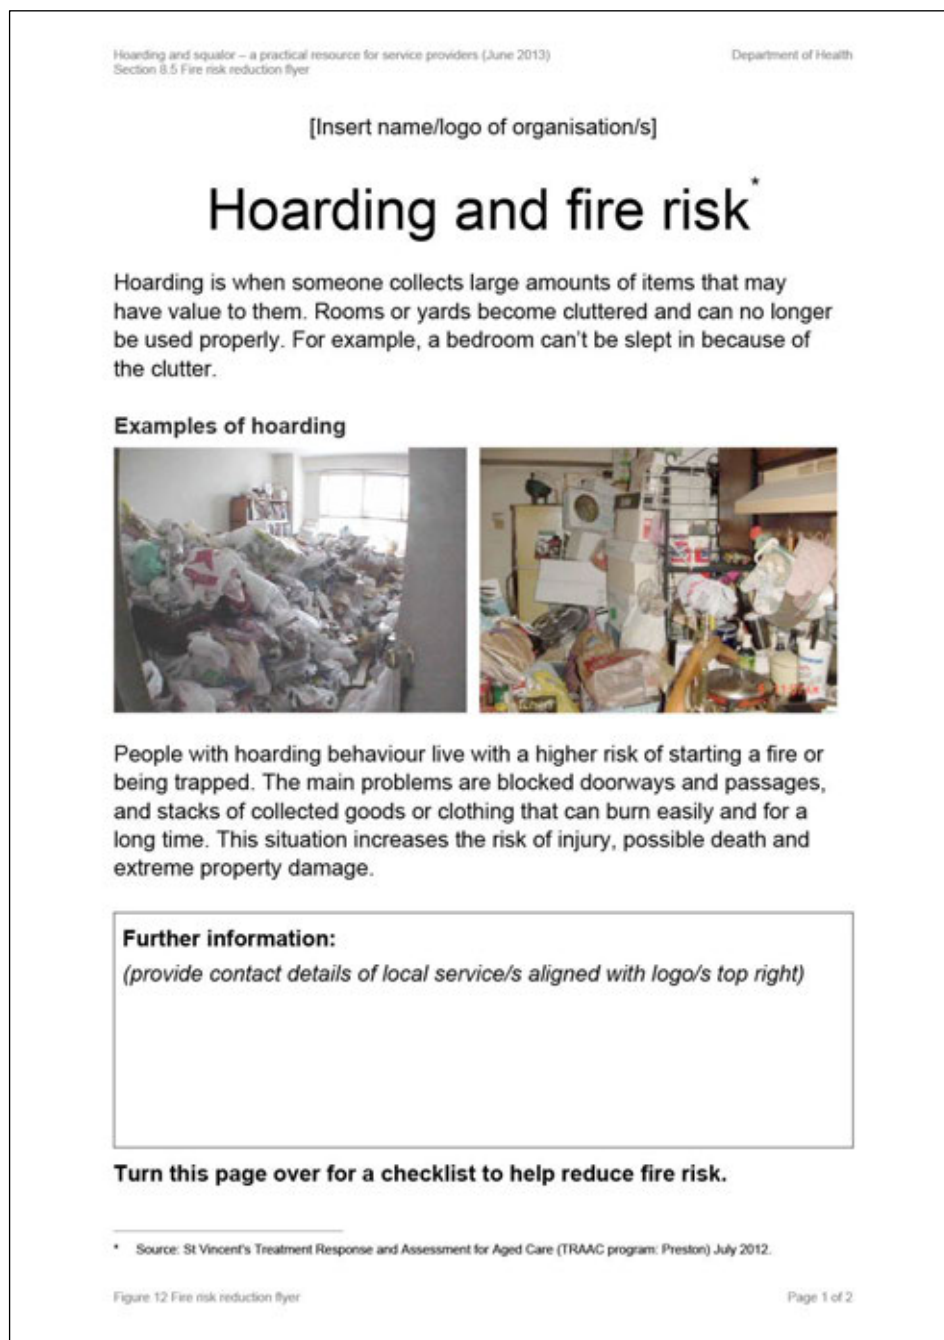 Hoarding and squalor – a practical resource for service providers (June 2013) Department of Health
Section 8.5 Fire risk reduction flyer
[Insert name/logo of organisation/s]
Hoarding and fire risk*
Hoarding is when someone collects large amounts of items that may
have value to them. Rooms or yards become cluttered and can no longer
be used properly. For example, a bedroom can't be slept in because of
the clutter.
Examples of hoarding
People with hoarding behaviour live with a higher risk of starting a fire or
being trapped. The main problems are blocked doorways and passages,
and stacks of collected goods or clothing that can burn easily and for a
long time. This situation increases the risk of injury, possible death and
extreme property damage.
Further information:
(provide contact details of local service/s aligned with logo/s top right)
Turn this page over for a checklist to help reduce fire risk.
* Source: St Vincent's Treatment Response and Assessment for Aged Care (TRAAC program: Preston) July 2012.
Figure 12 Fire risk reduction flyer Page 1 of 2